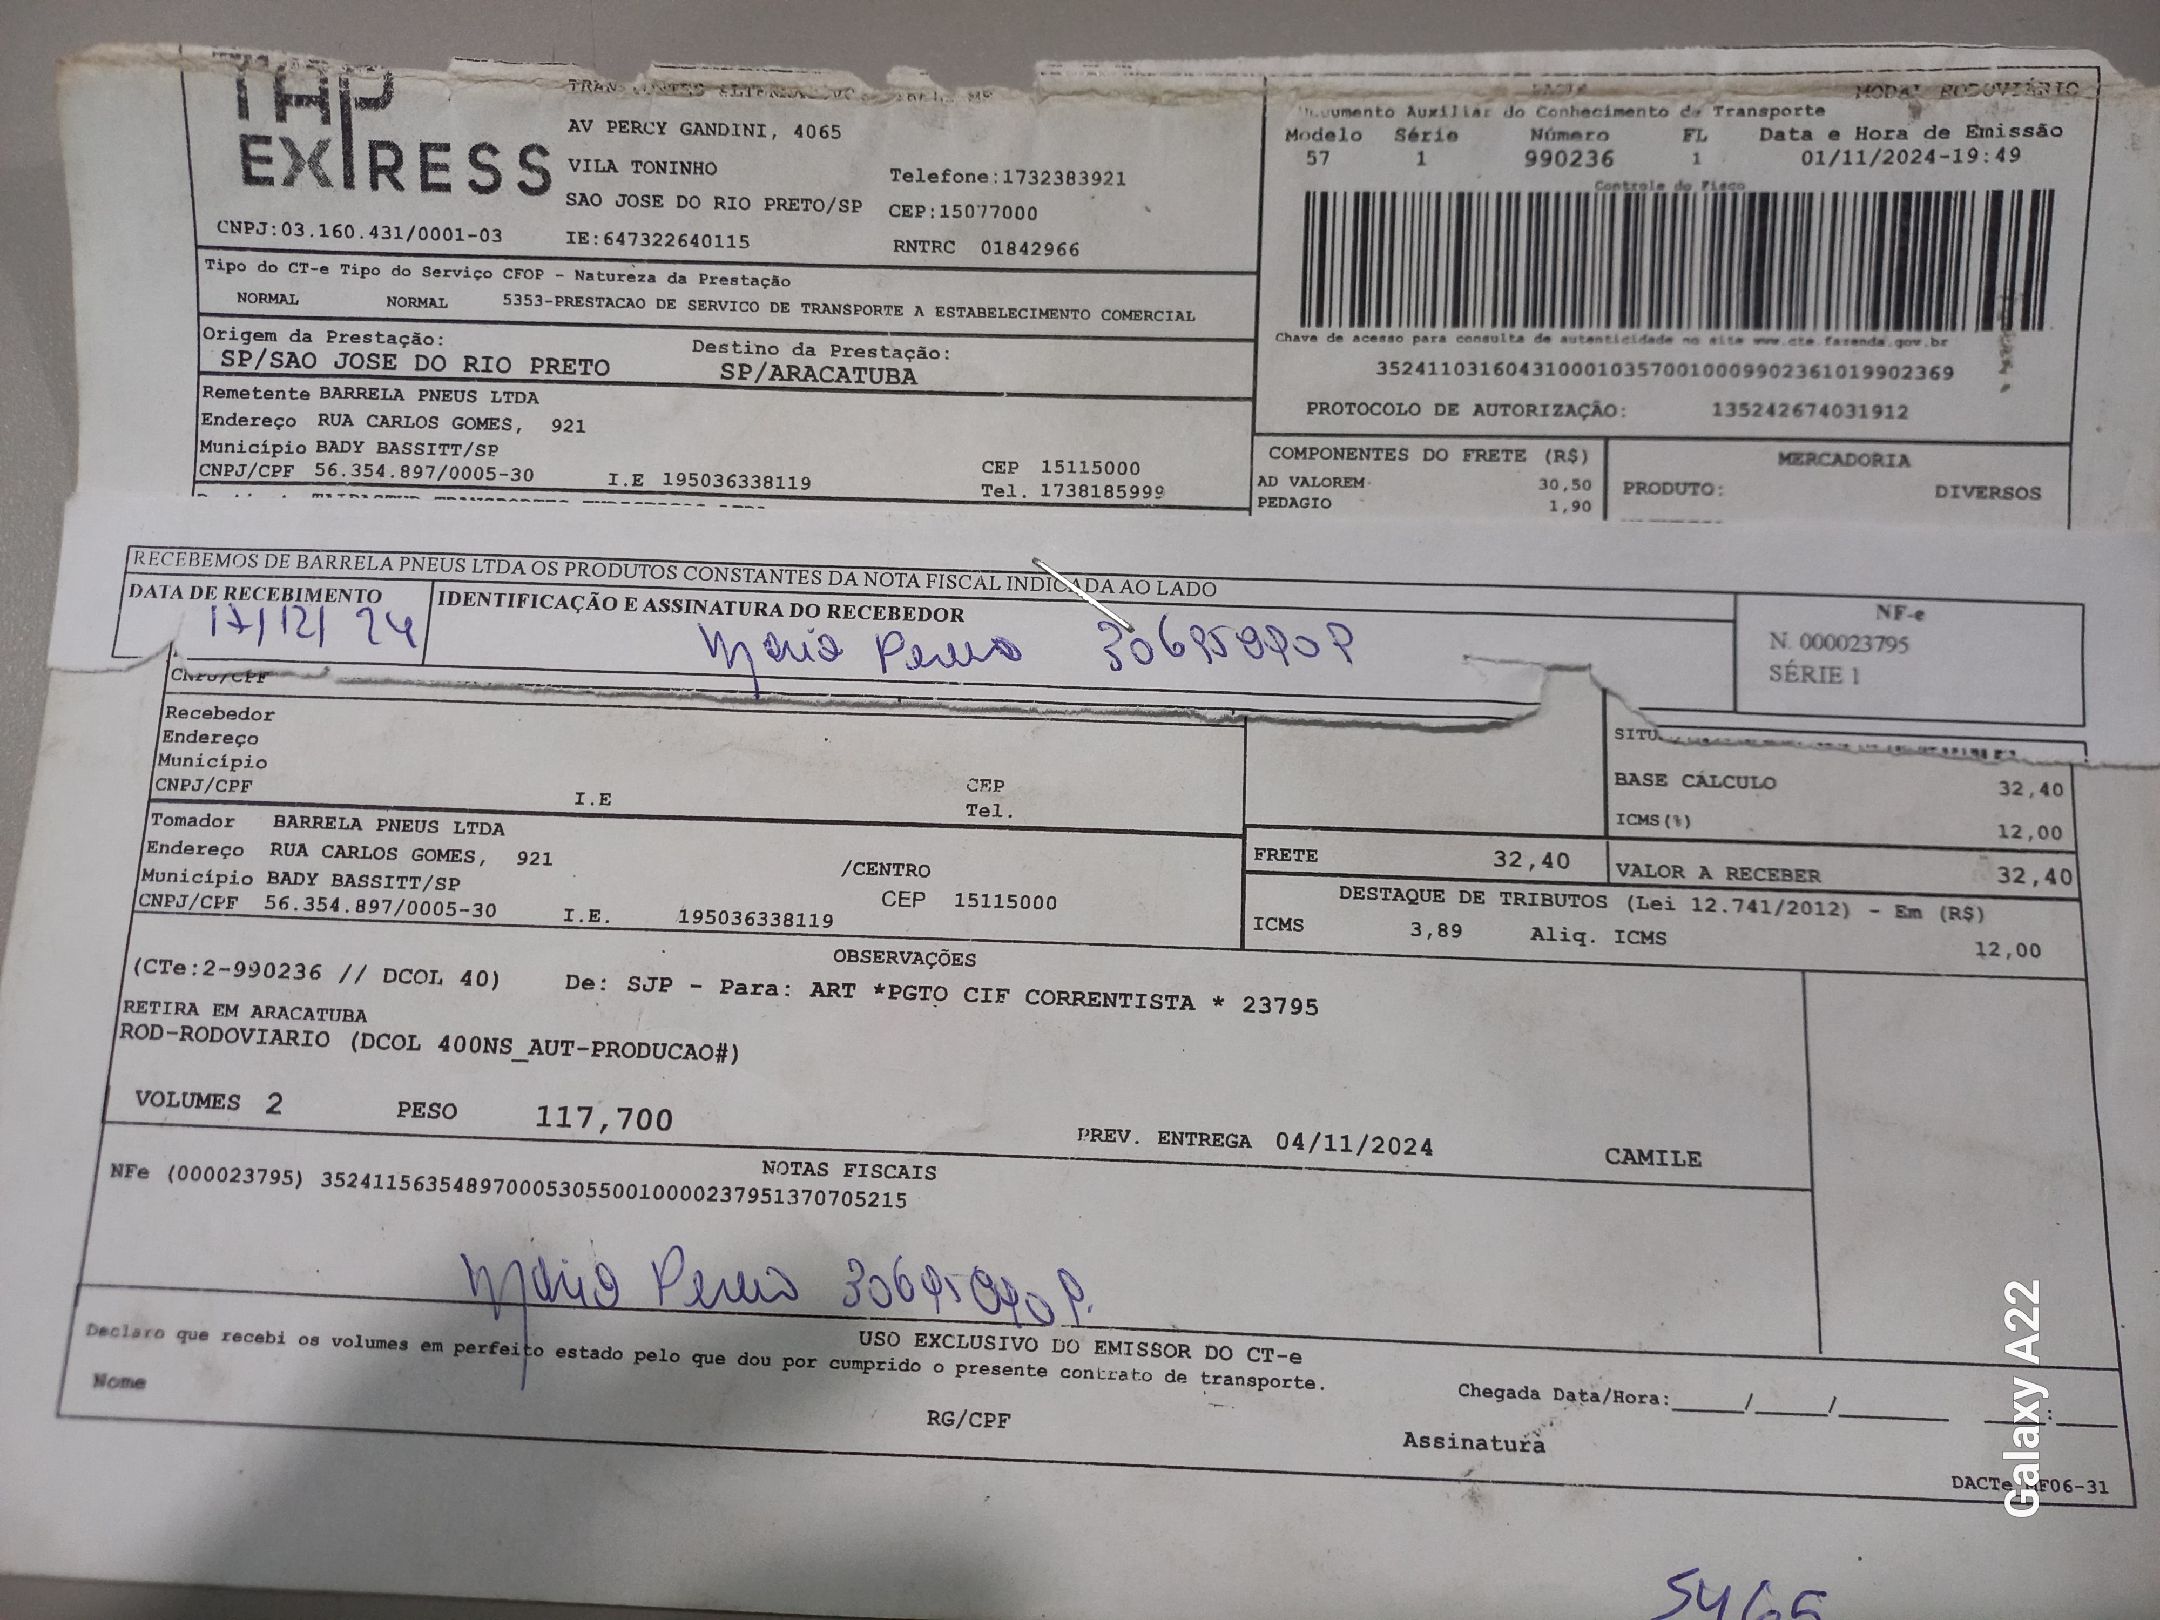 TAP
EXPRESS
AV PERCY GANDINI, 4065
VILA TONINHO
Telefone:1732383921
SAO JOSE DO RIO PRETO/SP CEP:15077000
CNPJ:03.160.431/0001-03 IE:647322640115 RNTRC 01842966
MODAL RODOVIÁRIO
Documento Auxiliar do Conhecimento de Transporte
Modelo Série Número FL Data e Hora de Emissão
57 1 990236 1 01/11/2024-19:49
Controle do Fisco
Chave de acesso para consulta de autenticidade no site www.cte.fazenda.gov.br
35241103160431000103570010009902361019902369
PROTOCOLO DE AUTORIZAÇÃO: 135242674031912
Tipo do CT-e Tipo do Serviço CFOP - Natureza da Prestação
NORMAL NORMAL 5353-PRESTACAO DE SERVICO DE TRANSPORTE A ESTABELECIMENTO COMERCIAL
Origem da Prestação: Destino da Prestação:
SP/SAO JOSE DO RIO PRETO SP/ARACATUBA
Remetente BARRELA PNEUS LTDA
Endereço RUA CARLOS GOMES, 921
Município BADY BASSITT/SP CEP 15115000
CNPJ/CPF 56.354.897/0005-30 I.E 195036338119 Tel. 1738185999
COMPONENTES DO FRETE (R$) MERCADORIA
AD VALOREM 30,50 PRODUTO: DIVERSOS
PEDAGIO 1,90
RECEBEMOS DE BARRELA PNEUS LTDA OS PRODUTOS CONSTANTES DA NOTA FISCAL INDICADA AO LADO
DATA DE RECEBIMENTO IDENTIFICAÇÃO E ASSINATURA DO RECEBEDOR NF-e
17/12/24 N. 000023795
SÉRIE 1
CNPJ/CPF
Recebedor
Endereço
Município CEP
CNPJ/CPF I.E Tel.
BASE CÁLCULO 32,40
ICMS(%) 12,00
Tomador BARRELA PNEUS LTDA
Endereço RUA CARLOS GOMES, 921 /CENTRO
Município BADY BASSITT/SP CEP 15115000
CNPJ/CPF 56.354.897/0005-30 I.E. 195036338119
FRETE 32,40 VALOR A RECEBER 32,40
DESTAQUE DE TRIBUTOS (Lei 12.741/2012) - Em (R$)
ICMS 3,89 Aliq. ICMS 12,00
OBSERVAÇÕES
(CTe:2-990236 // DCOL 40) De: SJP - Para: ART *PGTO CIF CORRENTISTA * 23795
RETIRA EM ARACATUBA
ROD-RODOVIARIO (DCOL 400NS_AUT-PRODUCAO#)
VOLUMES 2 PESO 117,700 PREV. ENTREGA 04/11/2024 CAMILE
NOTAS FISCAIS
NFe (000023795) 35241156354897000530550010000237951370705215
USO EXCLUSIVO DO EMISSOR DO CT-e
Declaro que recebi os volumes em perfeito estado pelo que dou por cumprido o presente contrato de transporte.
Nome RG/CPF Assinatura Chegada Data/Hora:_____/_____/_______ ____:____
Galaxy A22